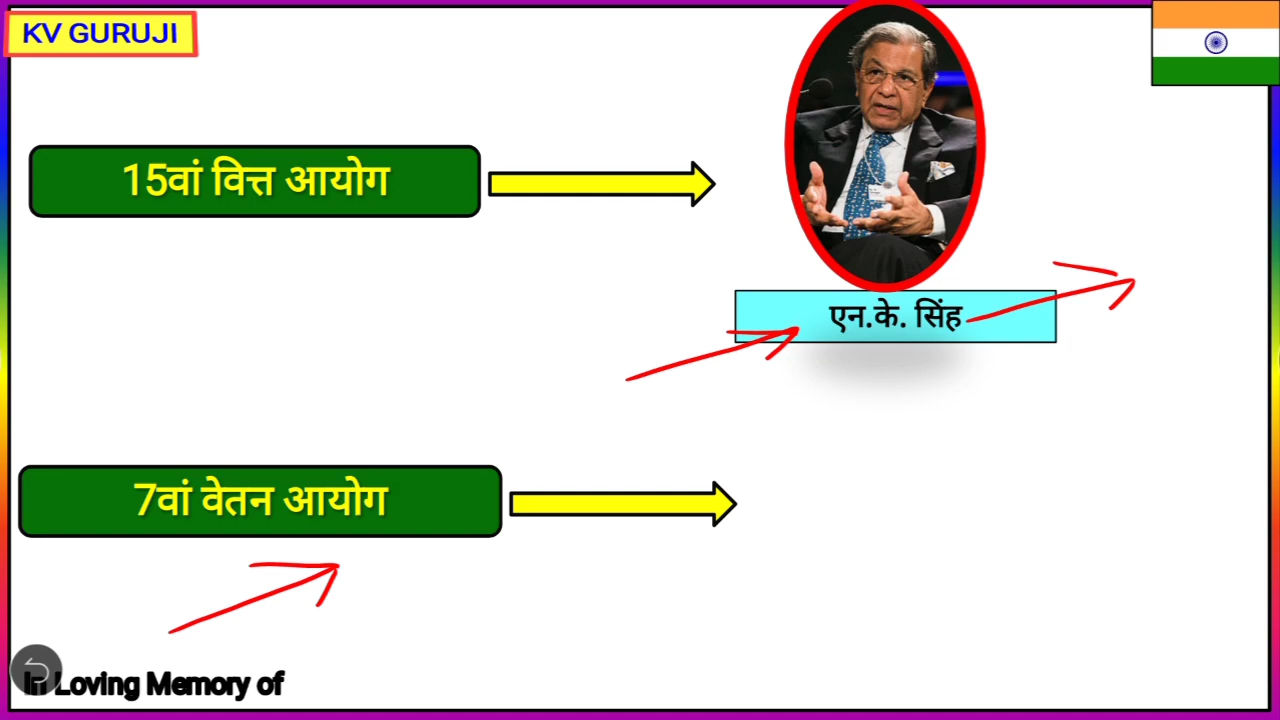 KV GURUJI
15वां वित्त आयोग
एन.के. सिंह
7वां वेतन आयोग
In Loving Memory of